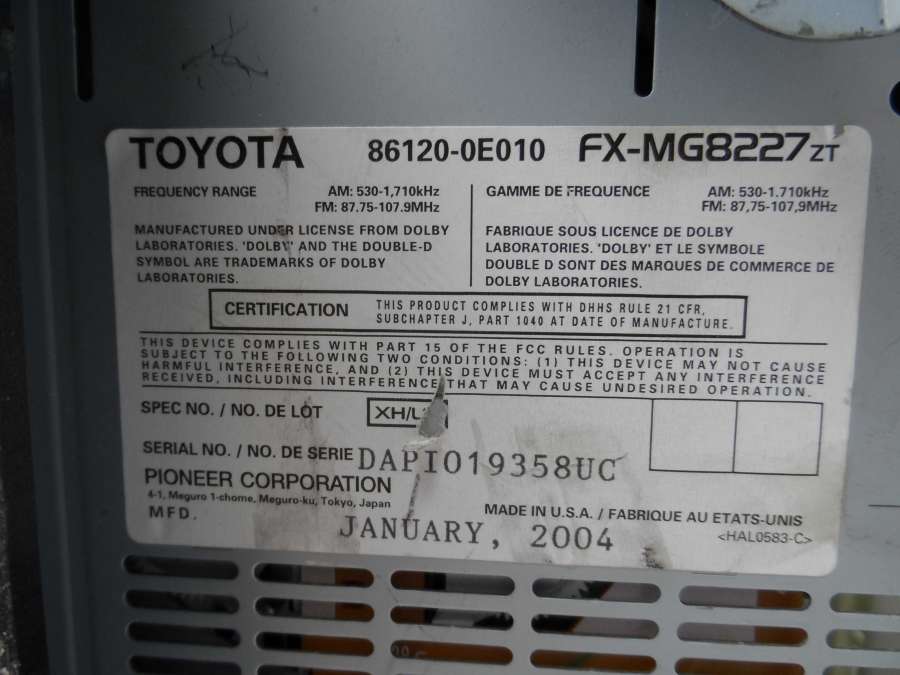 TOYOTA 86120-0E010 FX-MG8227ZT
FREQUENCY RANGE AM: 530-1,710kHz
FM: 87.75-107.9MHz
MANUFACTURED UNDER LICENSE FROM DOLBY
LABORATORIES. 'DOLBY' AND THE DOUBLE-D
SYMBOL ARE TRADEMARKS OF DOLBY
LABORATORIES.
GAMME DE FREQUENCE AM: 530-1.710kHz
FM: 87,75-107,9MHz
FABRIQUE SOUS LICENCE DE DOLBY
LABORATORIES. 'DOLBY' ET LE SYMBOLE
DOUBLE D SONT DES MARQUES DE COMMERCE DE
DOLBY LABORATORIES.
CERTIFICATION
THIS PRODUCT COMPLIES WITH DHHS RULE 21 CFR,
SUBCHAPTER J, PART 1040 AT DATE OF MANUFACTURE.
THIS DEVICE COMPLIES WITH PART 15 OF THE FCC RULES. OPERATION IS
SUBJECT TO THE FOLLOWING TWO CONDITIONS: (1) THIS DEVICE MAY NOT CAUSE
HARMFUL INTERFERENCE, AND (2) THIS DEVICE MUST ACCEPT ANY INTERFERENCE
RECEIVED, INCLUDING INTERFERENCE THAT MAY CAUSE UNDESIRED OPERATION.
SPEC NO. / NO. DE LOT
SERIAL NO. / NO. DE SERIE DAPI019358UC
PIONEER CORPORATION
4-1, Meguro 1-chome, Meguro-ku, Tokyo, Japan
MADE IN U.S.A. / FABRIQUE AU ETATS-UNIS
MFD. JANUARY, 2004 <HAL0583-C>